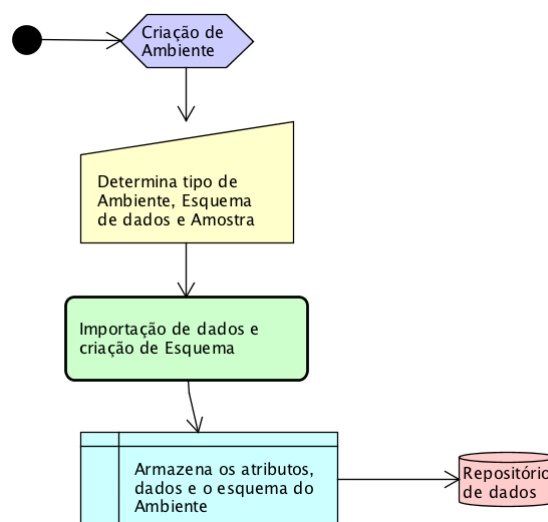 Criação de
Ambiente
Determina tipo de
Ambiente, Esquema
de dados e Amostra
Importação de dados e
criação de Esquema
Armazena os atributos,
dados e o esquema do
Ambiente
Repositório
de dados